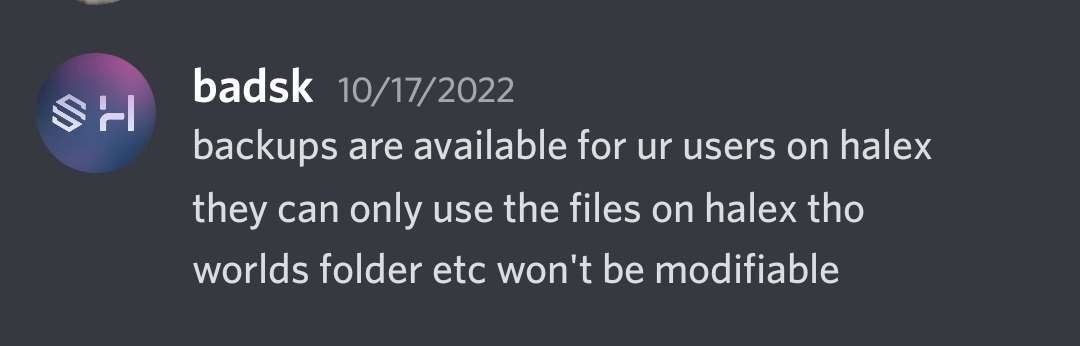 badsk 10/17/2022
backups are available for ur users on halex
they can only use the files on halex tho
worlds folder etc won't be modifiable
SH